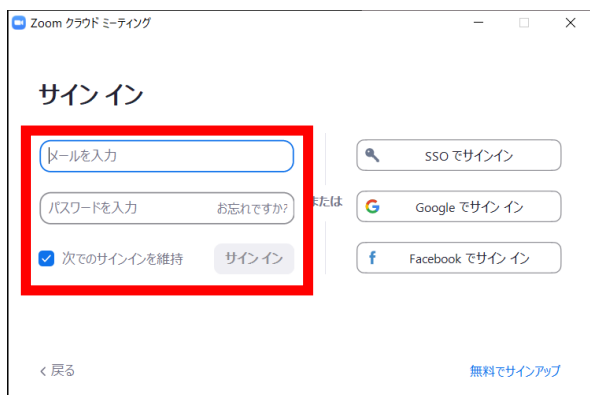 Zoom クラウド ミーティング
サイン イン
メールを入力
パスワードを入力 お忘れですか?
次でのサインインを維持 サイン イン
または
SSO でサインイン
Google でサイン イン
Facebook でサイン イン
く 戻る
無料でサインアップ